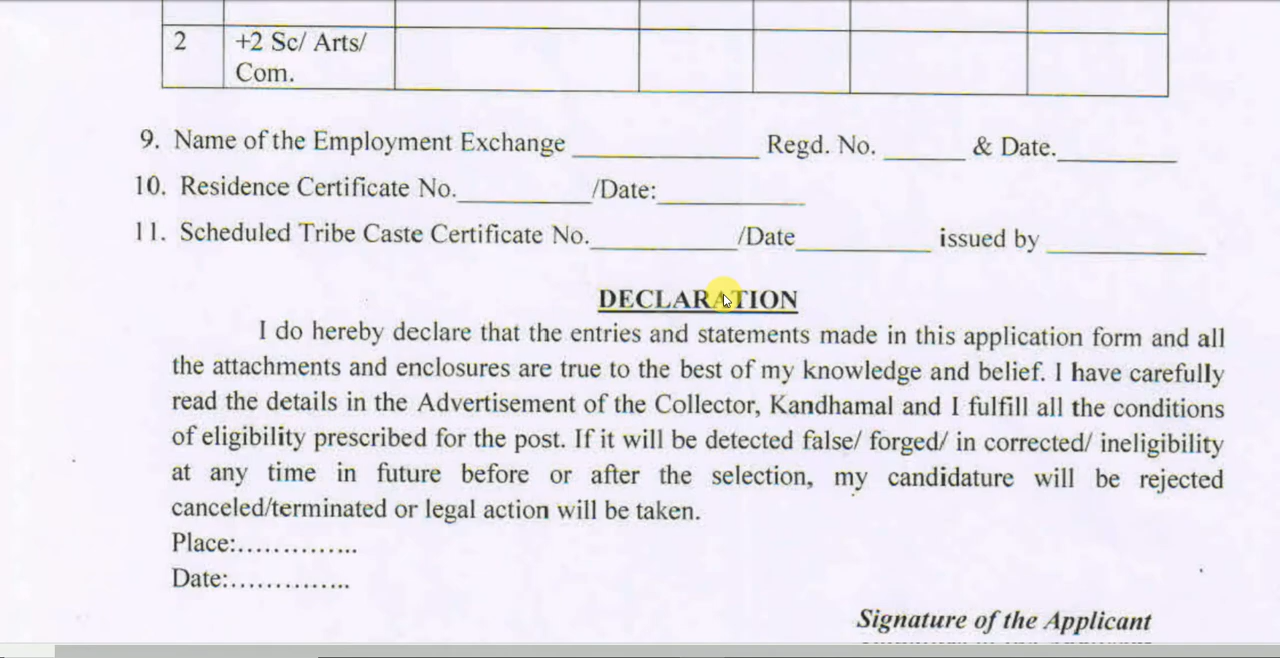 2 +2 Sc/ Arts/
Com.
9. Name of the Employment Exchange ____________ Regd. No. ______ & Date._________
10. Residence Certificate No.__________/Date:___________
11. Scheduled Tribe Caste Certificate No.___________/Date__________ issued by ____________
DECLARATION
I do hereby declare that the entries and statements made in this application form and all
the attachments and enclosures are true to the best of my knowledge and belief. I have carefully
read the details in the Advertisement of the Collector, Kandhamal and I fulfill all the conditions
of eligibility prescribed for the post. If it will be detected false/ forged/ in corrected/ ineligibility
at any time in future before or after the selection, my candidature will be rejected
canceled/terminated or legal action will be taken.
Place:..............
Date:..............
Signature of the Applicant